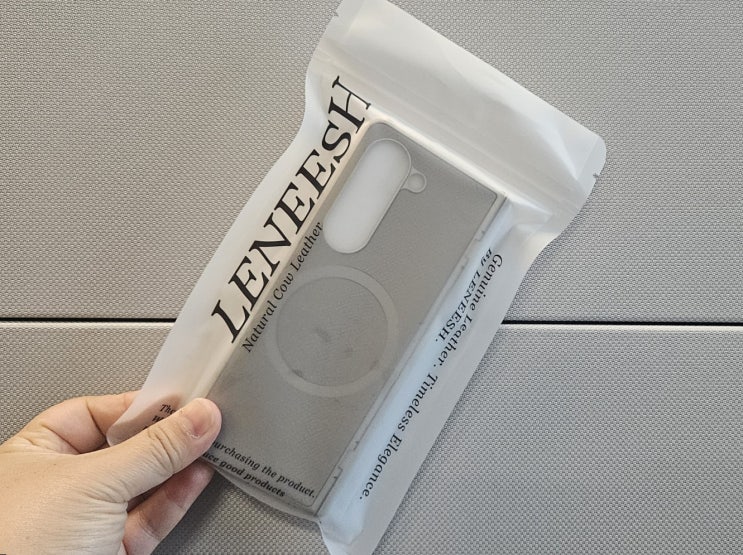 LENEESH
Natural Cow Leather
Genuine Leather. Timeless Elegance.
By LENEESH.
purchasing the product.
good products